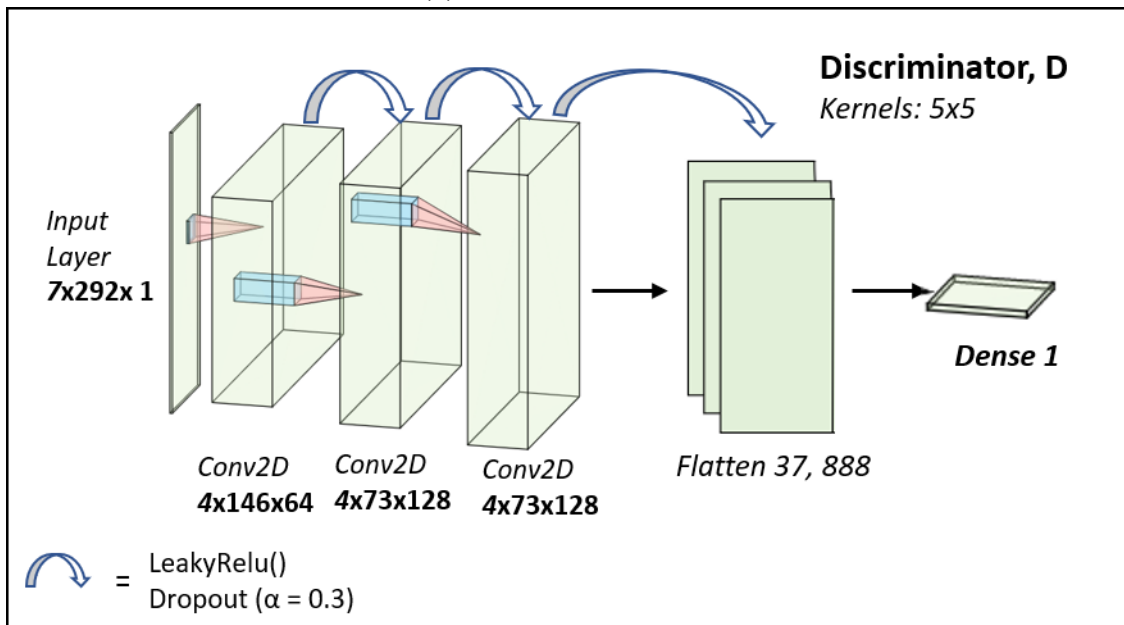 Discriminator, D
Kernels: 5x5
Input
Layer
7x292x 1
Conv2D
4x146x64
Conv2D
4x73x128
Conv2D
4x73x128
Flatten 37, 888
Dense 1
= LeakyRelu()
Dropout (α = 0.3)